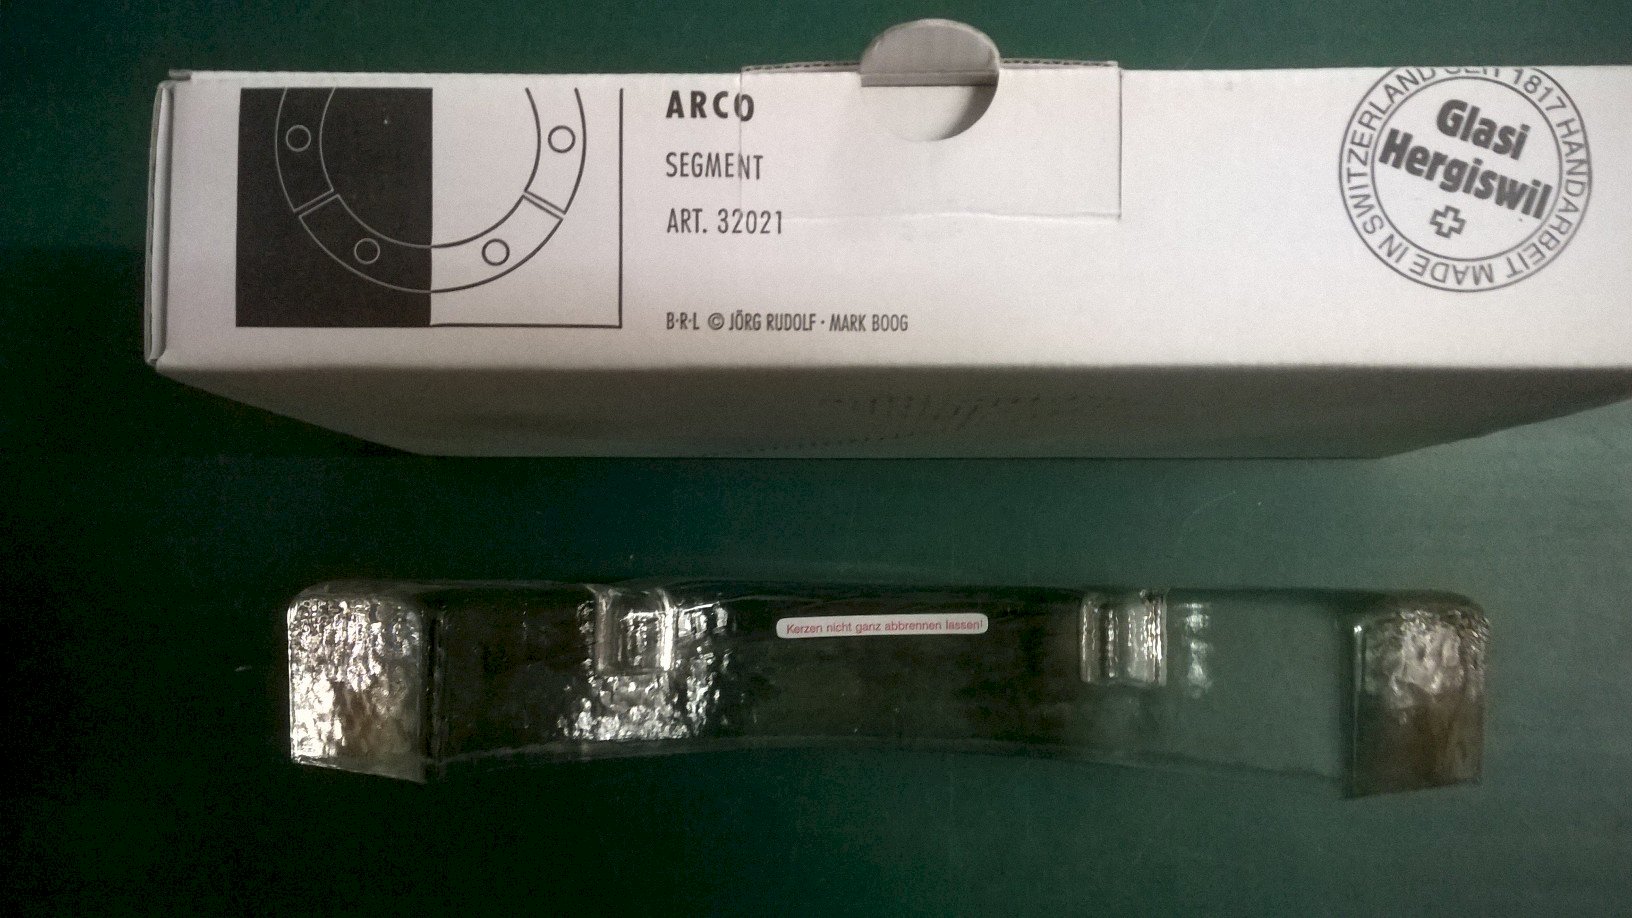 ARCO
SEGMENT
ART. 32021
B·R·L © JÖRG RUDOLF · MARK BOOG
MADE IN SWITZERLAND SEIT 1817 HANDARBEIT
Glasi
Hergiswil
Kerzen nicht ganz abbrennen lassen!